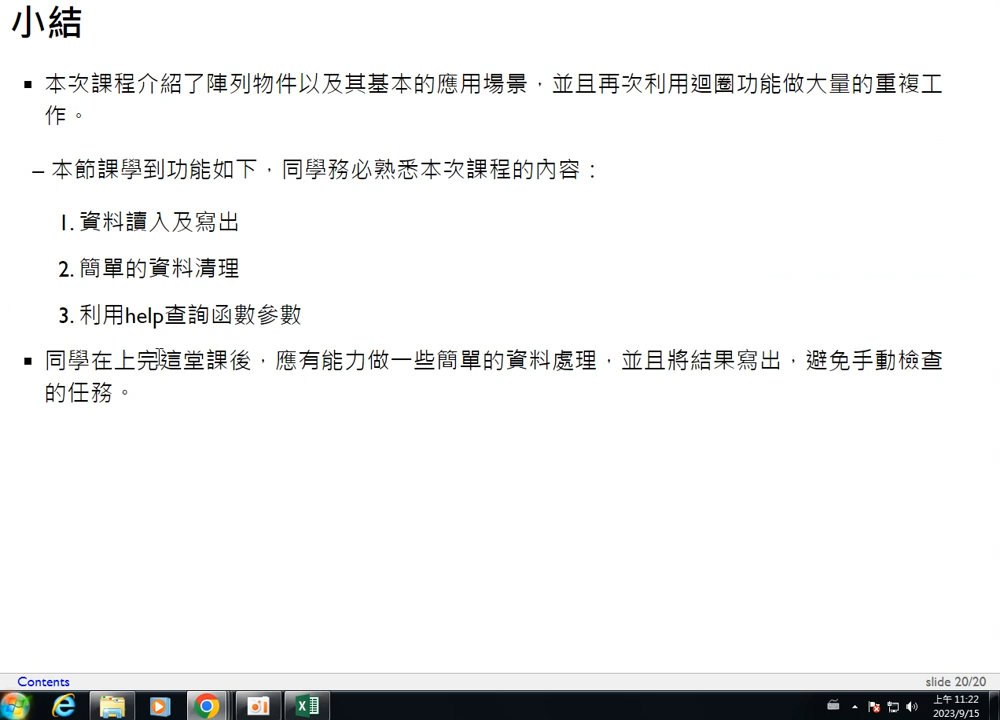 小結
▪ 本次課程介紹了陣列物件以及其基本的應用場景，並且再次利用迴圈功能做大量的重複工
作。
– 本節課學到功能如下，同學務必熟悉本次課程的內容：
1. 資料讀入及寫出
2. 簡單的資料清理
3. 利用help查詢函數參數
▪ 同學在上完這堂課後，應有能力做一些簡單的資料處理，並且將結果寫出，避免手動檢查
的任務。
Contents
slide 20/20
上午 11:22
2023/9/15